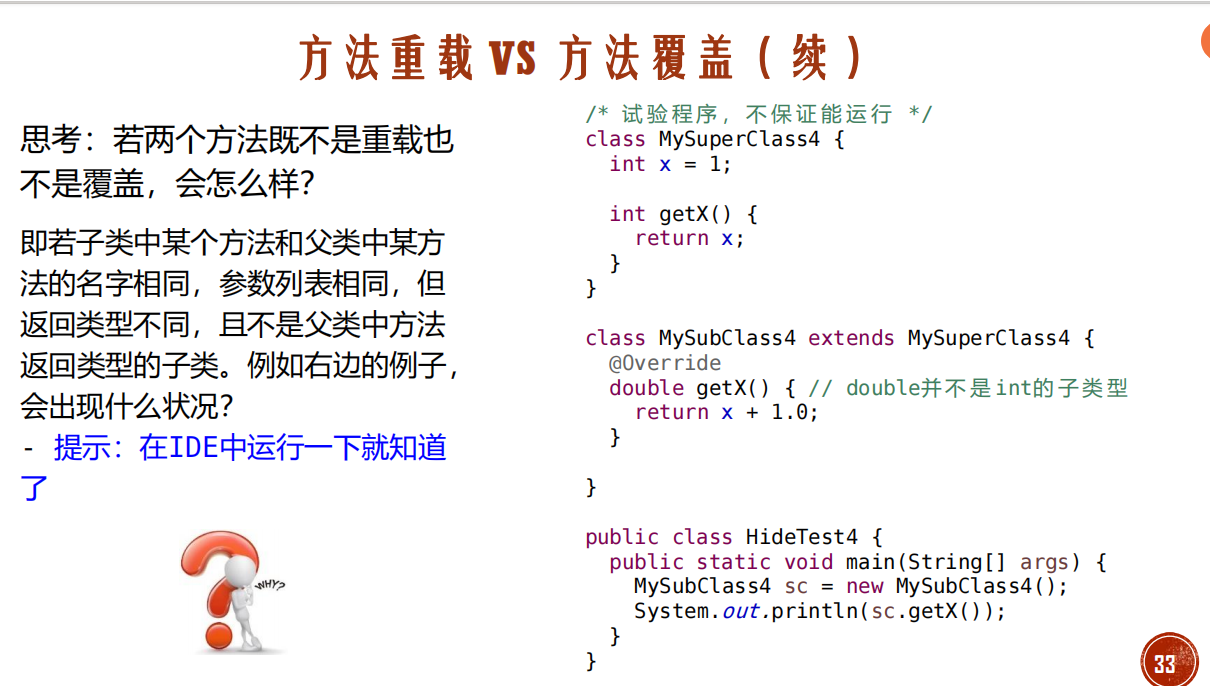 方法重载 VS 方法覆盖（续）
思考：若两个方法既不是重载也
不是覆盖，会怎么样？
即若子类中某个方法和父类中某方
法的名字相同，参数列表相同，但
返回类型不同，且不是父类中方法
返回类型的子类。例如右边的例子，
会出现什么状况？
- 提示：在IDE中运行一下就知道
了
WHY?
/* 试验程序，不保证能运行 */
class MySuperClass4 {
  int x = 1;
  int getX() {
    return x;
  }
}
class MySubClass4 extends MySuperClass4 {
  @Override
  double getX() { // double并不是int的子类型
    return x + 1.0;
  }
}
public class HideTest4 {
  public static void main(String[] args) {
    MySubClass4 sc = new MySubClass4();
    System.out.println(sc.getX());
  }
}
33